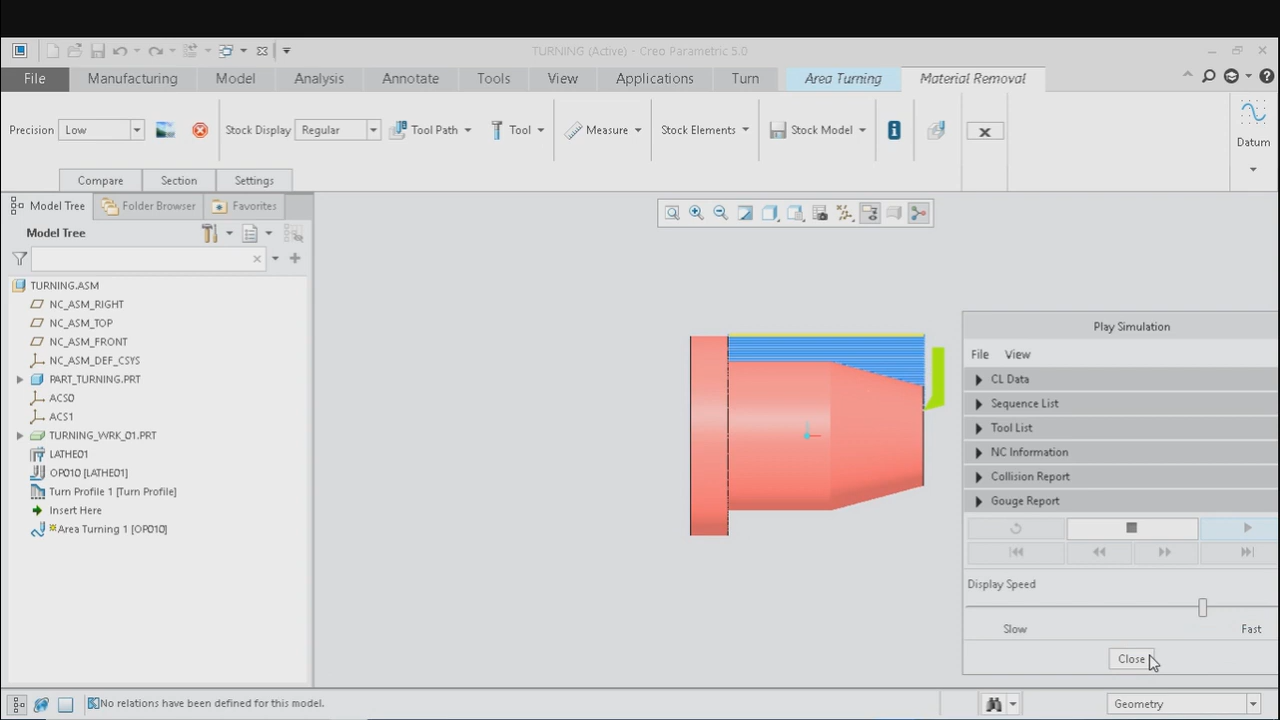 TURNING (Active) - Creo Parametric 5.0
File Manufacturing Model Analysis Annotate Tools View Applications Turn Area Turning Material Removal
Precision Low Stock Display Regular Tool Path Tool Measure Stock Elements Stock Model Datum
Compare Section Settings
Model Tree Folder Browser Favorites
Model Tree
TURNING.ASM
NC_ASM_RIGHT
NC_ASM_TOP
NC_ASM_FRONT
NC_ASM_DEF_CSYS
PART_TURNING.PRT
ACS0
ACS1
TURNING_WRK_01.PRT
LATHE01
OP010 [LATHE01]
Turn Profile 1 [Turn Profile]
Insert Here
Area Turning 1 [OP010]
Play Simulation
File View
CL Data
Sequence List
Tool List
NC Information
Collision Report
Gouge Report
Display Speed
Slow Fast
Close
No relations have been defined for this model.
Geometry